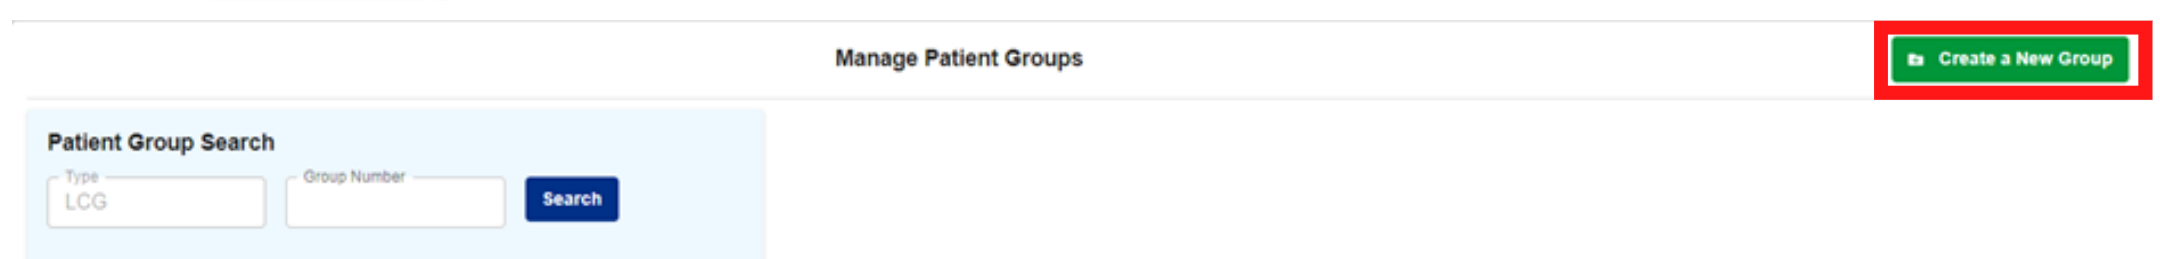 Manage Patient Groups
Create a New Group
Patient Group Search
Type
LCG
Group Number
Search